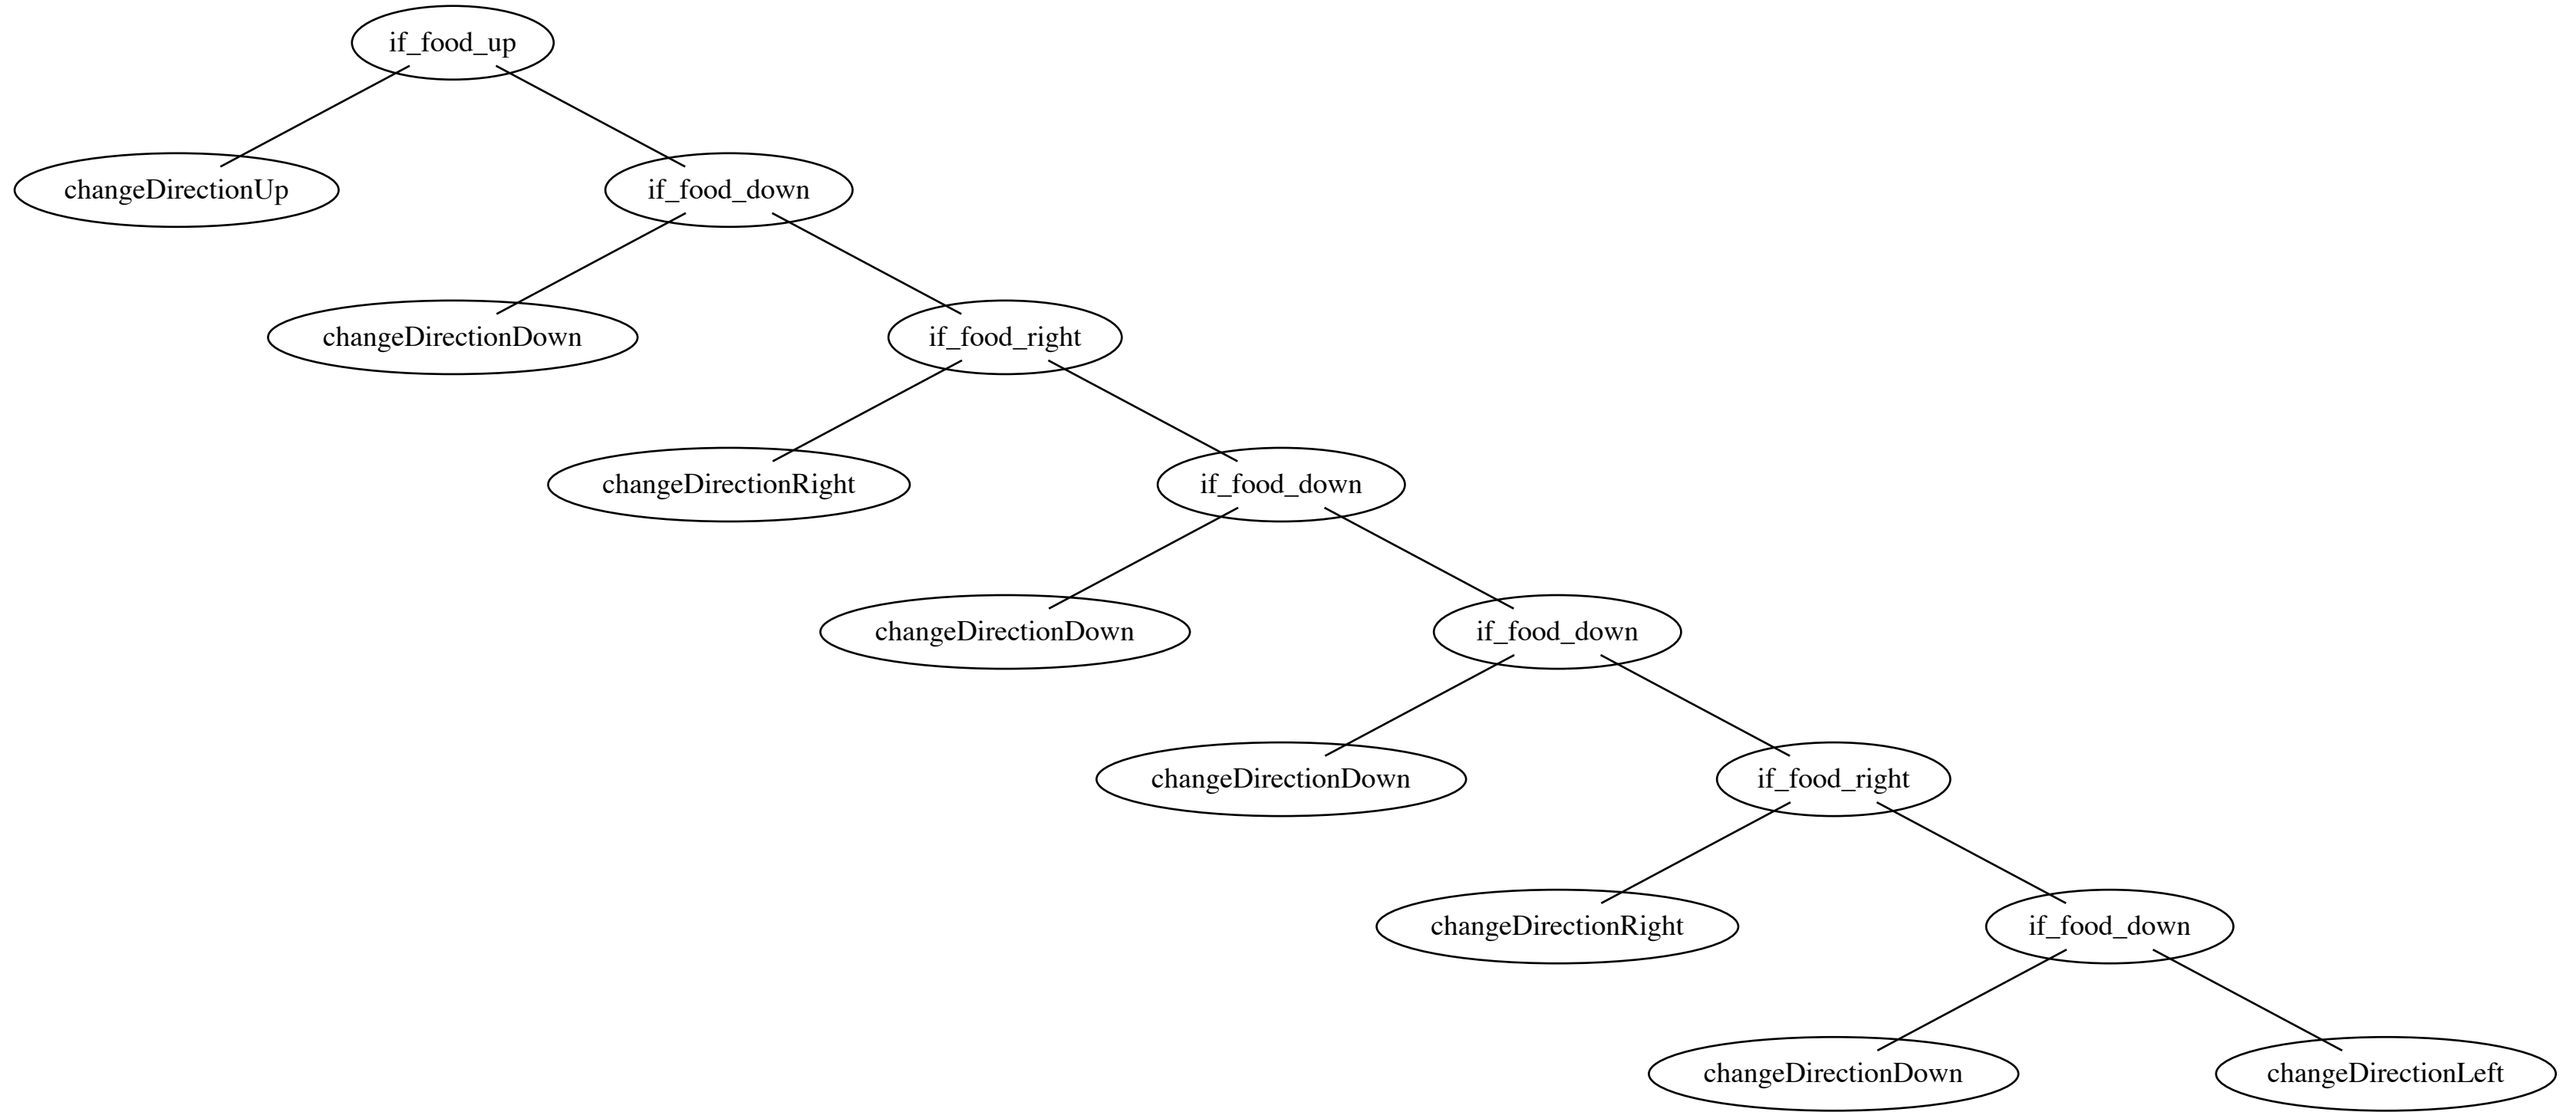 if_food_up
changeDirectionUp
if_food_down
changeDirectionDown
if_food_right
changeDirectionRight
if_food_down
changeDirectionDown
if_food_down
changeDirectionDown
if_food_right
changeDirectionRight
if_food_down
changeDirectionDown
changeDirectionLeft